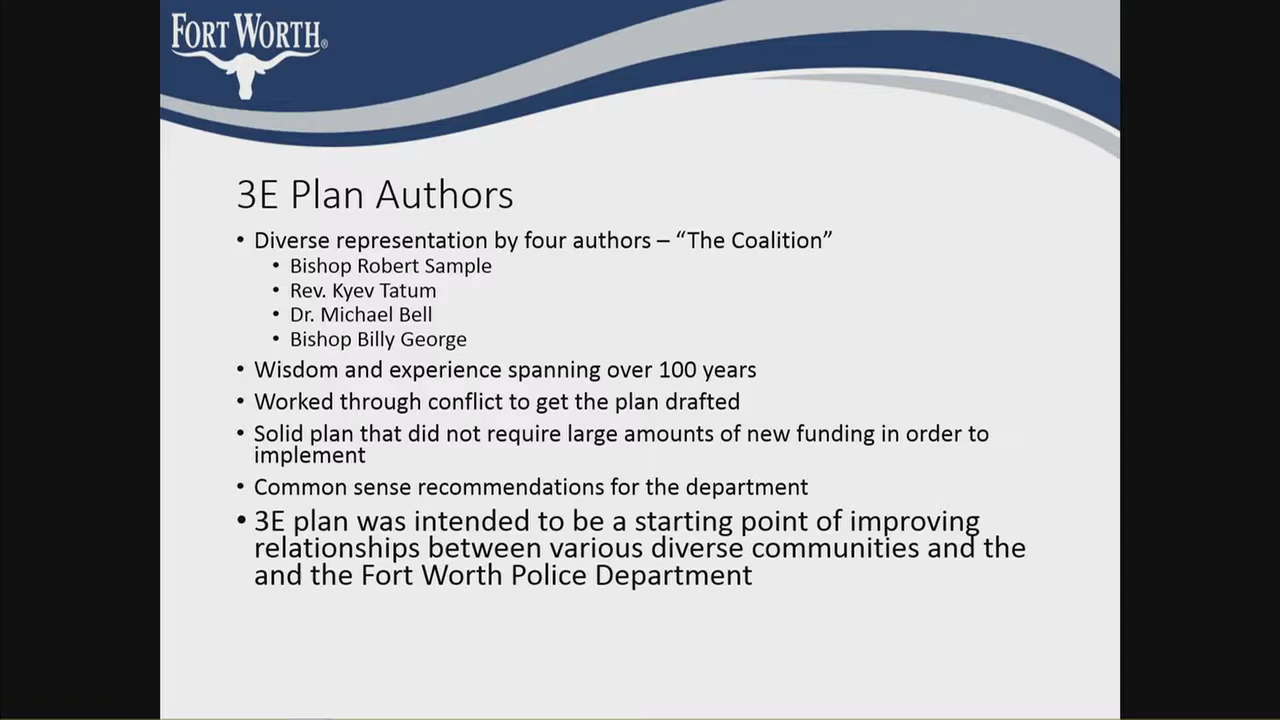 FORT WORTH®
3E Plan Authors
• Diverse representation by four authors – “The Coalition”
• Bishop Robert Sample
• Rev. Kyev Tatum
• Dr. Michael Bell
• Bishop Billy George
• Wisdom and experience spanning over 100 years
• Worked through conflict to get the plan drafted
• Solid plan that did not require large amounts of new funding in order to
implement
• Common sense recommendations for the department
• 3E plan was intended to be a starting point of improving
relationships between various diverse communities and the
and the Fort Worth Police Department